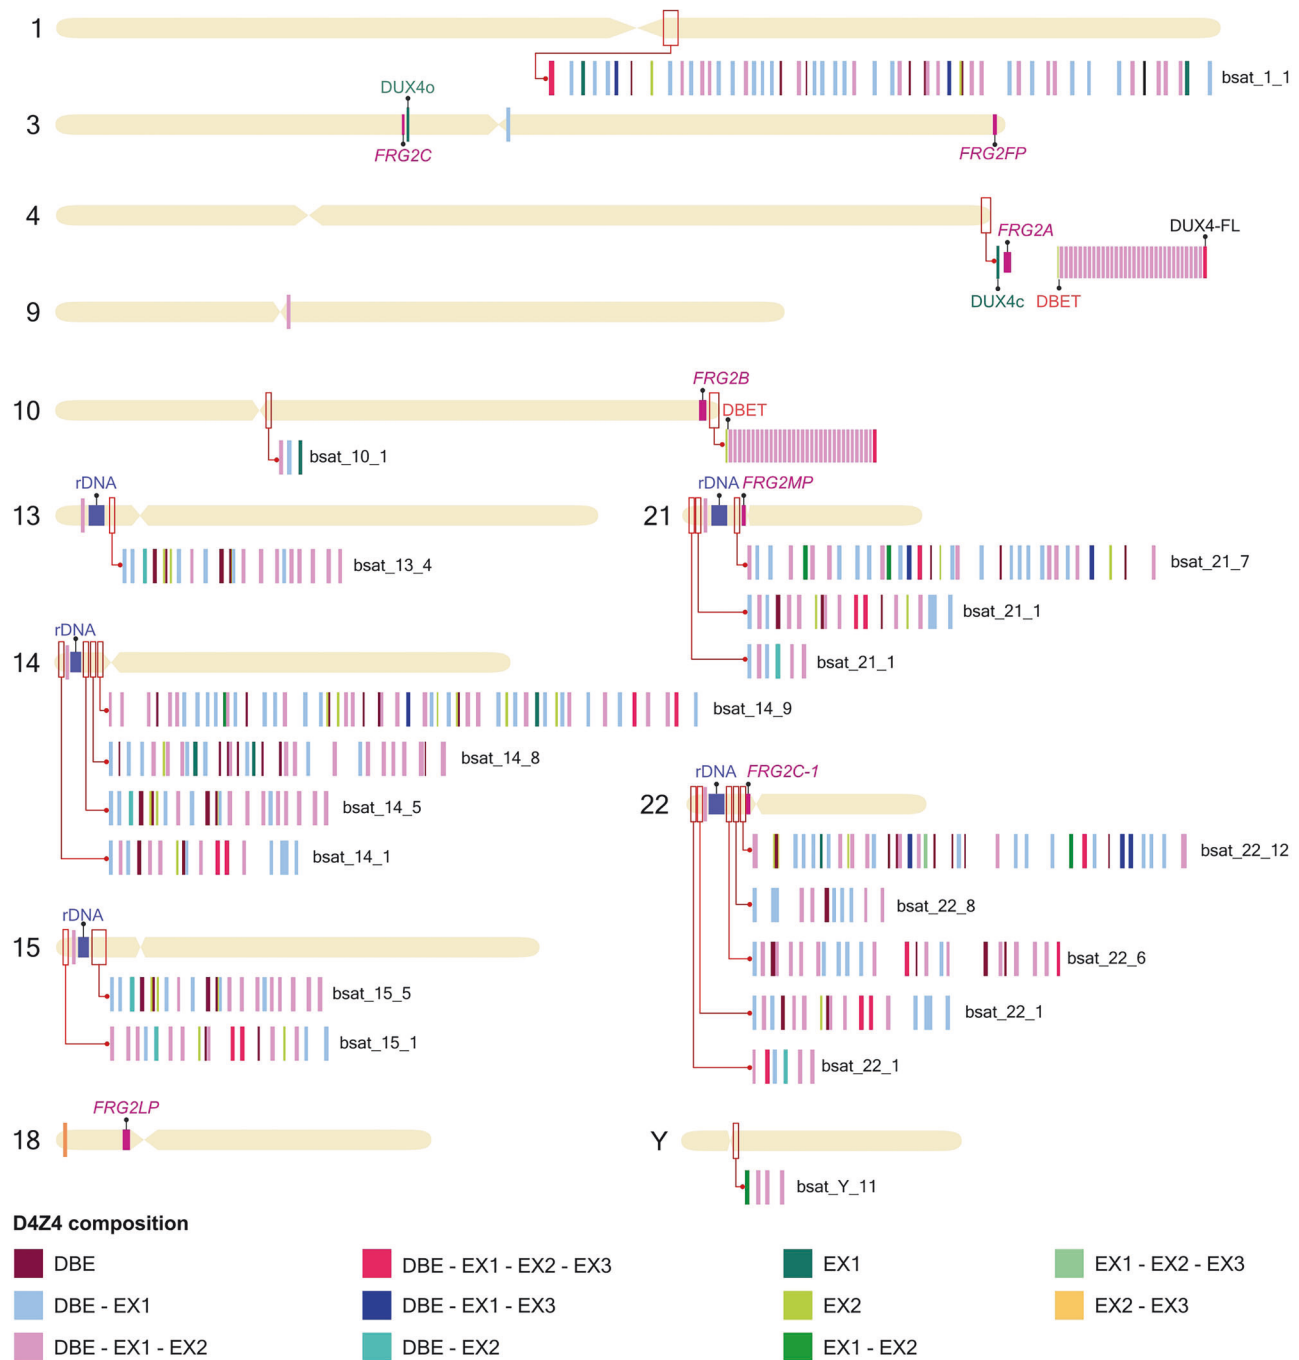 1
bsat_1_1
DUX4o
3
FRG2C
FRG2FP
4
FRG2A
DUX4-FL
DUX4c
DBET
9
FRG2B
10
DBET
bsat_10_1
rDNA
13
bsat_13_4
rDNA
FRG2MP
21
bsat_21_7
bsat_21_1
bsat_21_1
rDNA
14
bsat_14_9
bsat_14_8
bsat_14_5
bsat_14_1
rDNA
FRG2C-1
22
bsat_22_12
bsat_22_8
bsat_22_6
bsat_22_1
bsat_22_1
rDNA
15
bsat_15_5
bsat_15_1
FRG2LP
18
Y
bsat_Y_11
D4Z4 composition
DBE
DBE - EX1
DBE - EX1 - EX2
DBE - EX1 - EX2 - EX3
DBE - EX1 - EX3
DBE - EX2
EX1
EX2
EX1 - EX2
EX1 - EX2 - EX3
EX2 - EX3